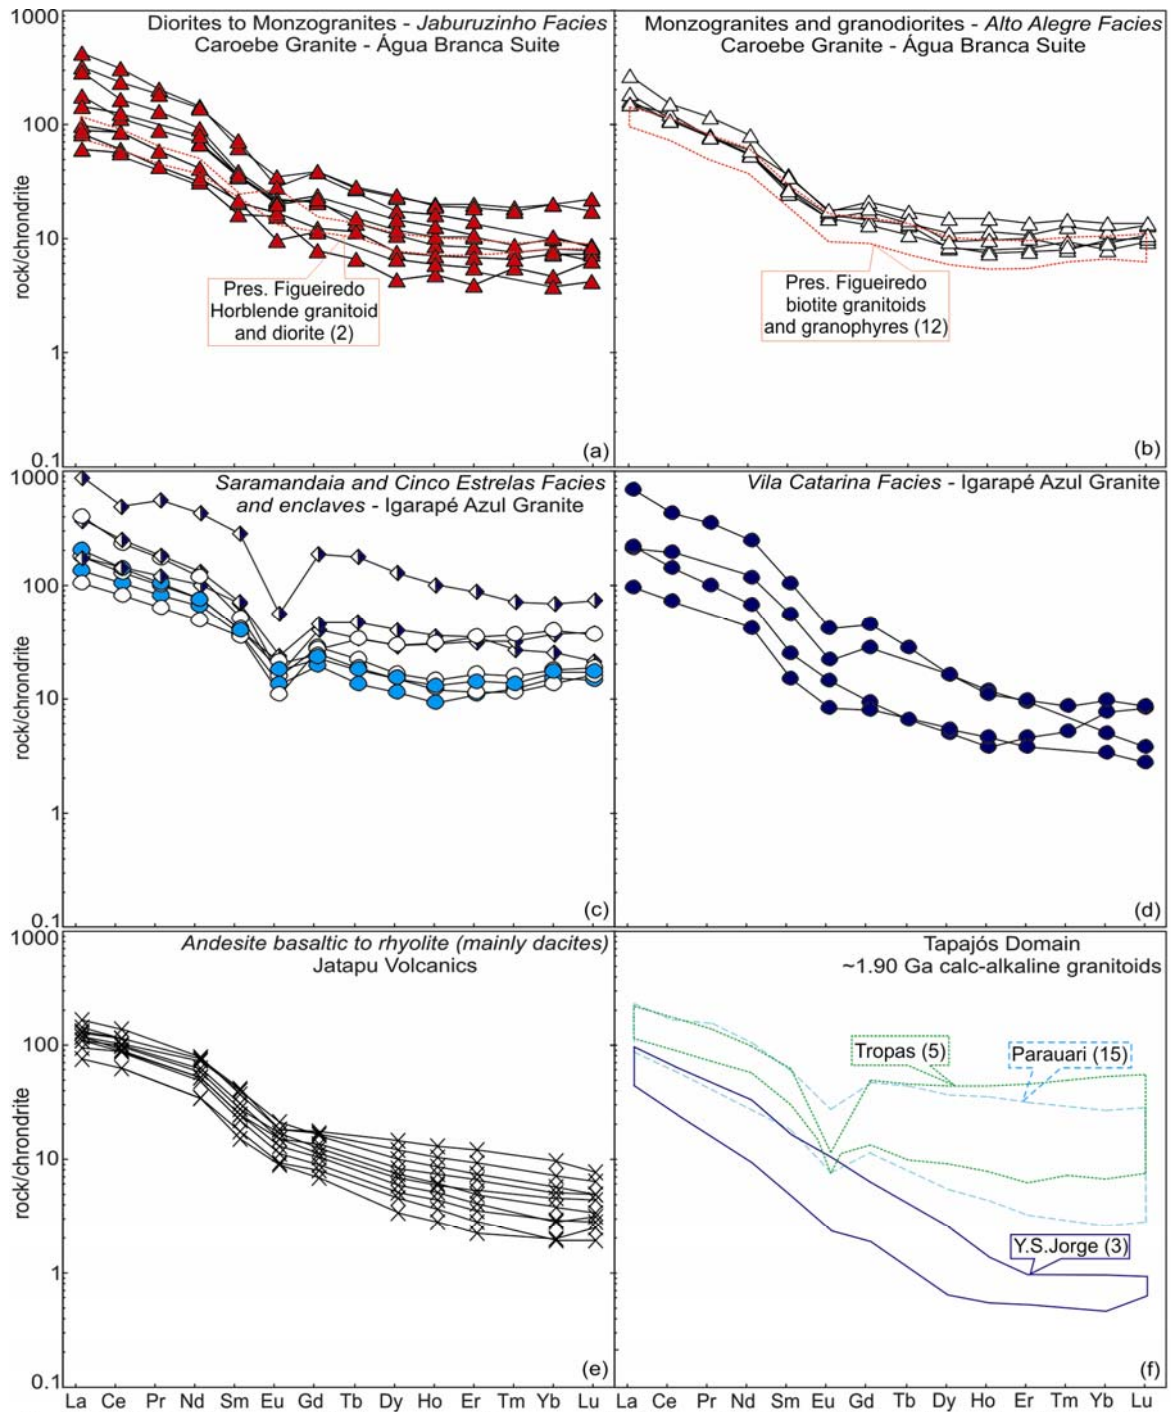 1000
100
10
1
0.1
rock/chondrite
Diorites to Monzogranites - Jaburuzinho Facies
Caroebe Granite - Água Branca Suite
Pres. Figueiredo
Horblende granitoid
and diorite (2)
(a)
Monzogranites and granodiorites - Alto Alegre Facies
Caroebe Granite - Água Branca Suite
Pres. Figueiredo
biotite granitoids
and granophyres (12)
(b)
1000
100
10
1
0.1
rock/chrondrite
Saramandaia and Cinco Estrelas Facies
and enclaves - Igarapé Azul Granite
(c)
Vila Catarina Facies - Igarapé Azul Granite
(d)
1000
100
10
1
0.1
rock/chrondrite
Andesite basaltic to rhyolite (mainly dacites)
Jatapu Volcanics
(e)
Tapajós Domain
~1.90 Ga calc-alkaline granitoids
Tropas (5)
Parauari (15)
Y.S.Jorge (3)
(f)
La Ce Pr Nd Sm Eu Gd Tb Dy Ho Er Tm Yb Lu
La Ce Pr Nd Sm Eu Gd Tb Dy Ho Er Tm Yb Lu